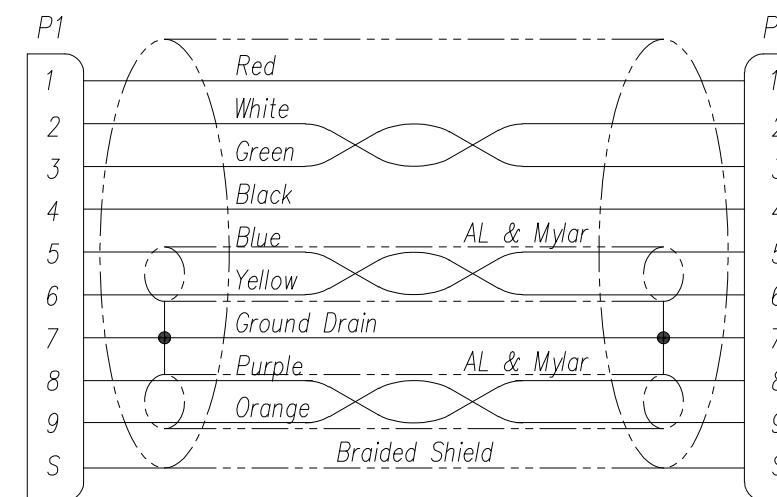 P1 P
1 Red 1
2 White 2
3 Green 3
4 Black 4
5 Blue AL & Mylar 5
6 Yellow 6
7 Ground Drain 7
8 Purple AL & Mylar 8
9 Orange 9
S Braided Shield S